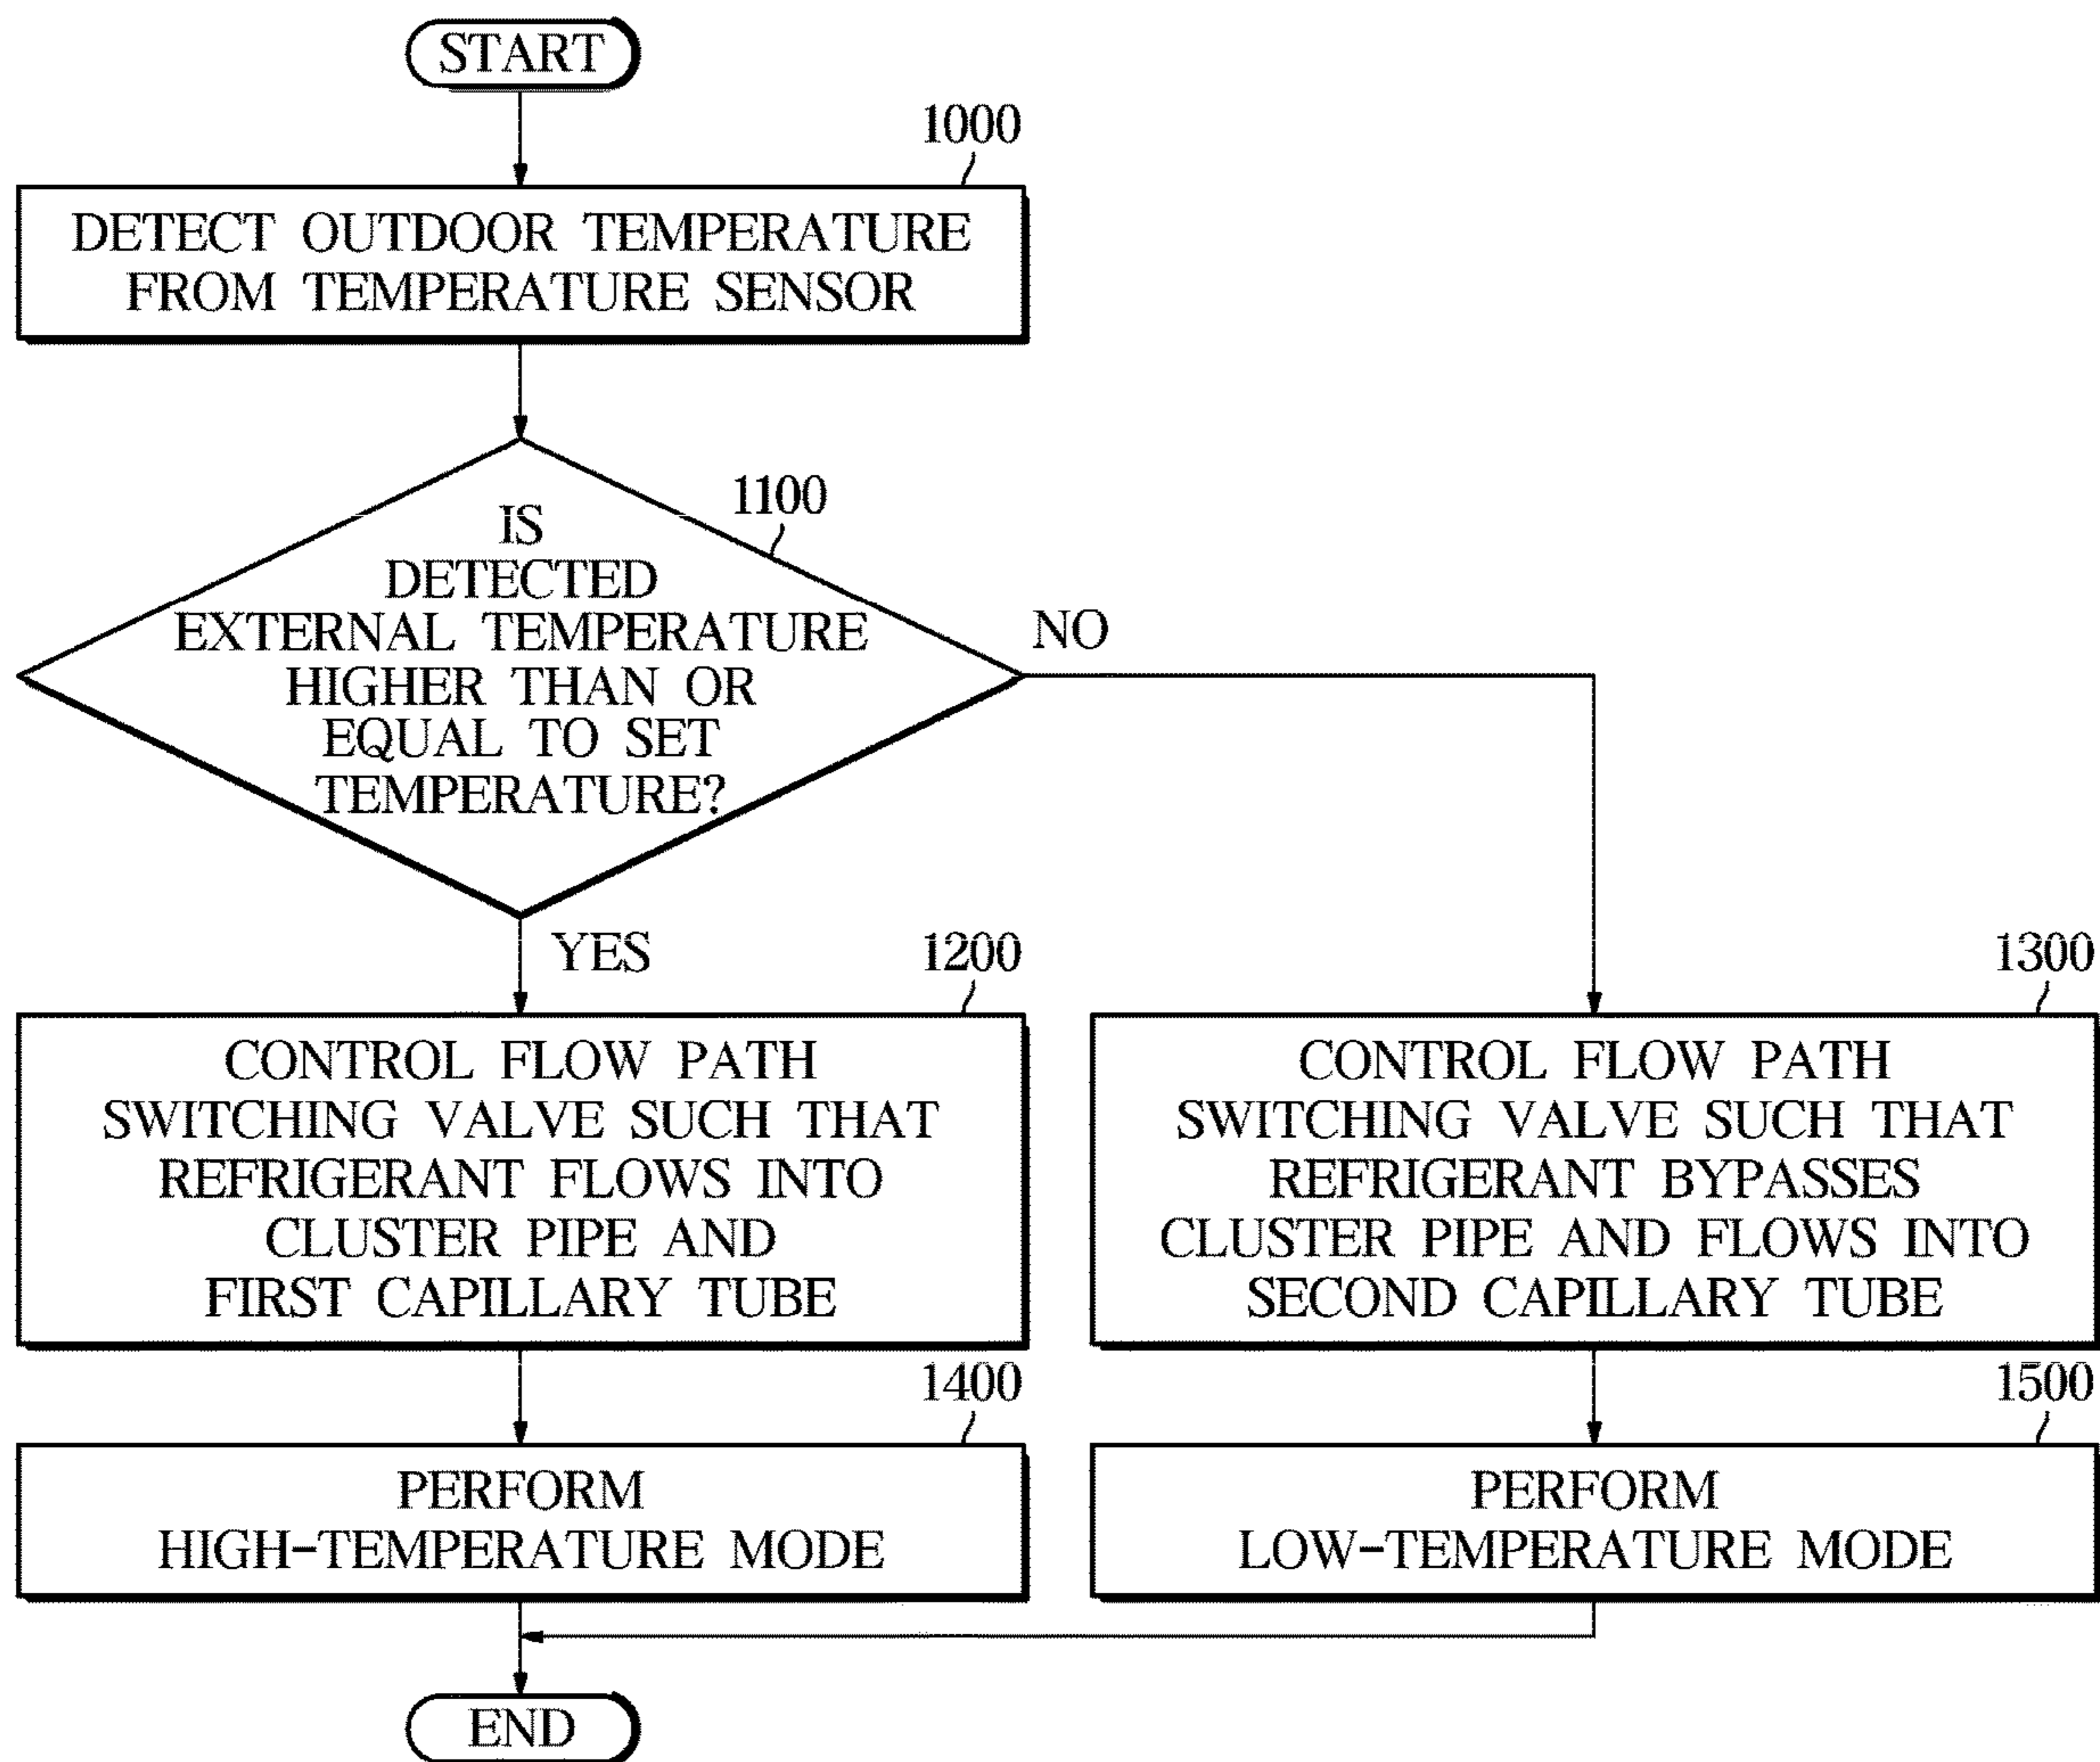 START
1000
DETECT OUTDOOR TEMPERATURE
FROM TEMPERATURE SENSOR
1100
IS
DETECTED
EXTERNAL TEMPERATURE
HIGHER THAN OR
EQUAL TO SET
TEMPERATURE?
NO
YES
1200
CONTROL FLOW PATH
SWITCHING VALVE SUCH THAT
REFRIGERANT FLOWS INTO
CLUSTER PIPE AND
FIRST CAPILLARY TUBE
1300
CONTROL FLOW PATH
SWITCHING VALVE SUCH THAT
REFRIGERANT BYPASSES
CLUSTER PIPE AND FLOWS INTO
SECOND CAPILLARY TUBE
1400
PERFORM
HIGH-TEMPERATURE MODE
1500
PERFORM
LOW-TEMPERATURE MODE
END